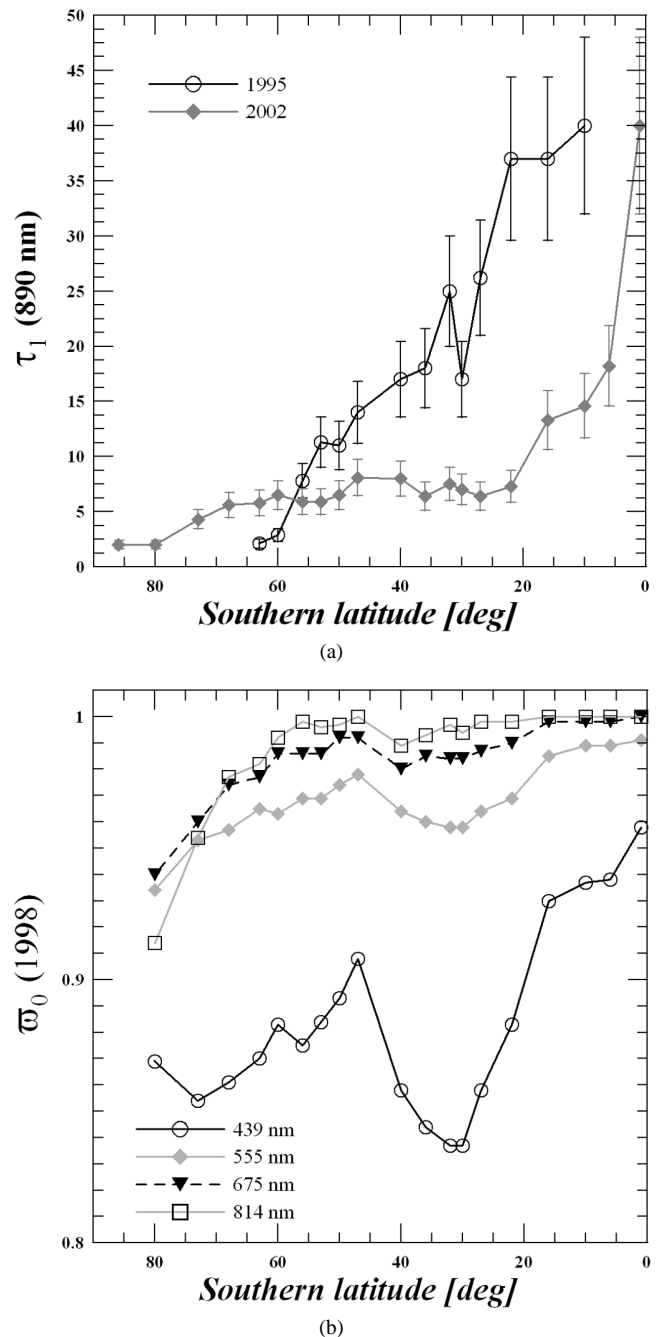 50
45
40
35
30
25
20
15
10
5
0
τ₁ (890 nm)
1995
2002
80 60 40 20 0
Southern latitude [deg]
(a)
1
0.9
0.8
ϖ₀ (1998)
439 nm
555 nm
675 nm
814 nm
80 60 40 20 0
Southern latitude [deg]
(b)